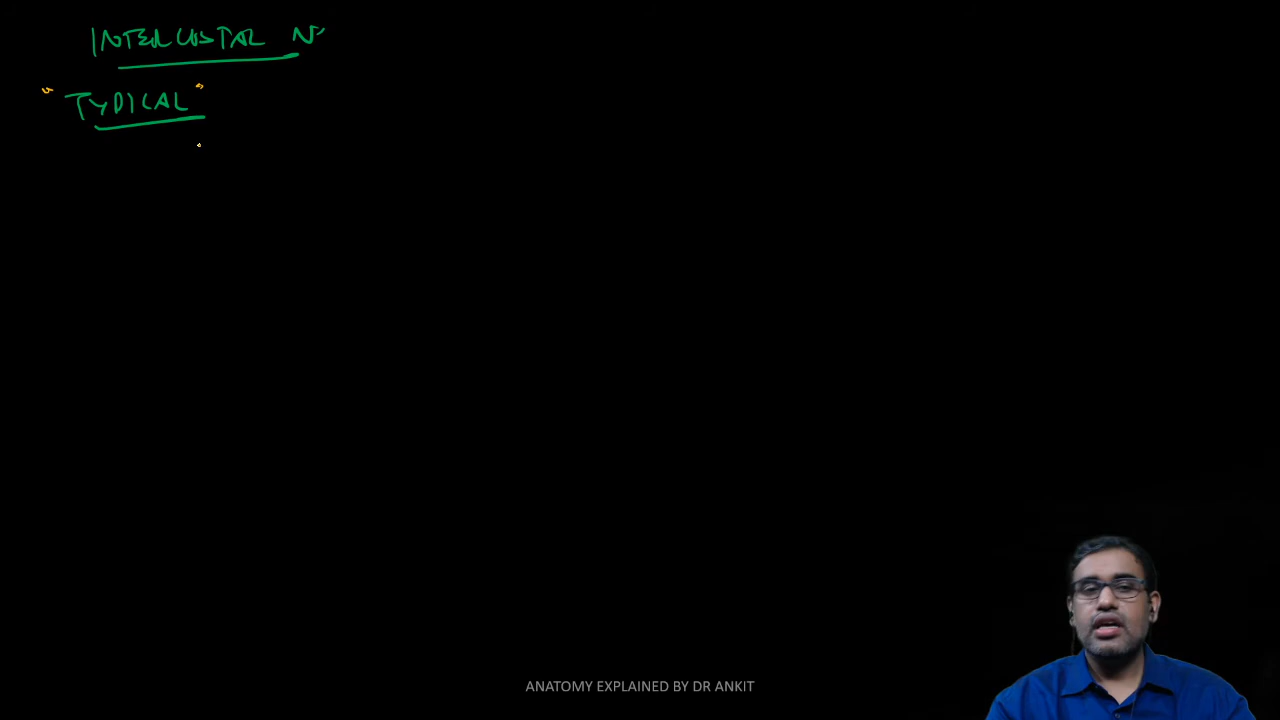 INTERCOSTAL N.
" TYPICAL "
ANATOMY EXPLAINED BY DR ANKIT